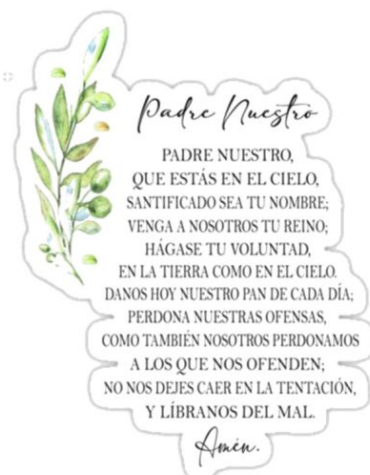 Padre Nuestro
PADRE NUESTRO,
QUE ESTÁS EN EL CIELO,
SANTIFICADO SEA TU NOMBRE;
VENGA A NOSOTROS TU REINO;
HÁGASE TU VOLUNTAD,
EN LA TIERRA COMO EN EL CIELO.
DANOS HOY NUESTRO PAN DE CADA DÍA;
PERDONA NUESTRAS OFENSAS,
COMO TAMBIÉN NOSOTROS PERDONAMOS
A LOS QUE NOS OFENDEN;
NO NOS DEJES CAER EN LA TENTACIÓN,
Y LÍBRANOS DEL MAL.
Amén.